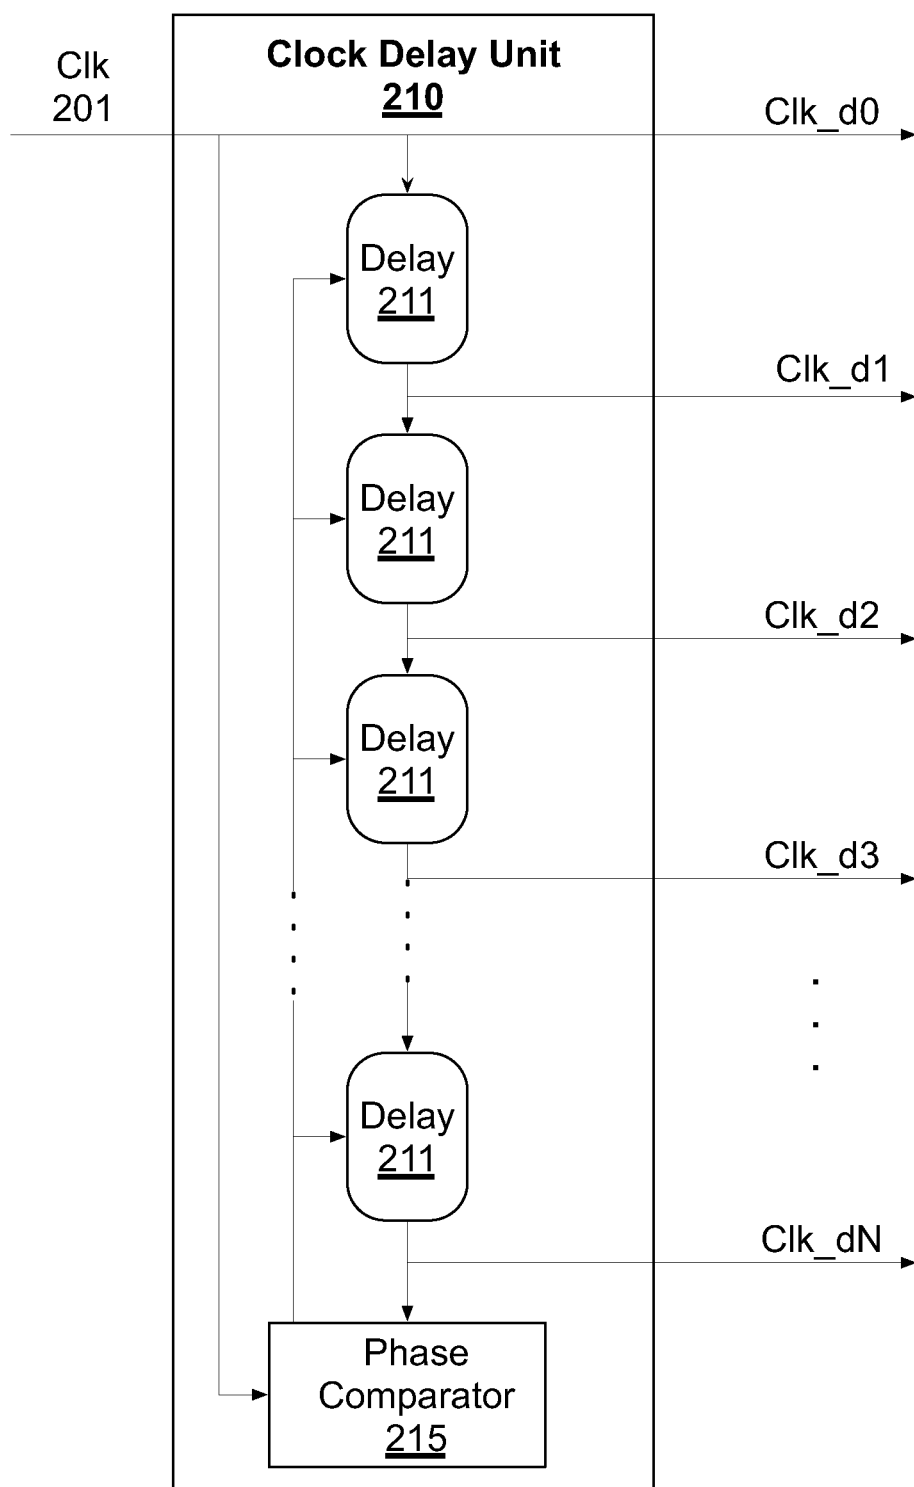 Clock Delay Unit
210
Clk
201
Clk_d0
Delay
211
Clk_d1
Delay
211
Clk_d2
Delay
211
Clk_d3
Delay
211
Clk_dN
Phase
Comparator
215